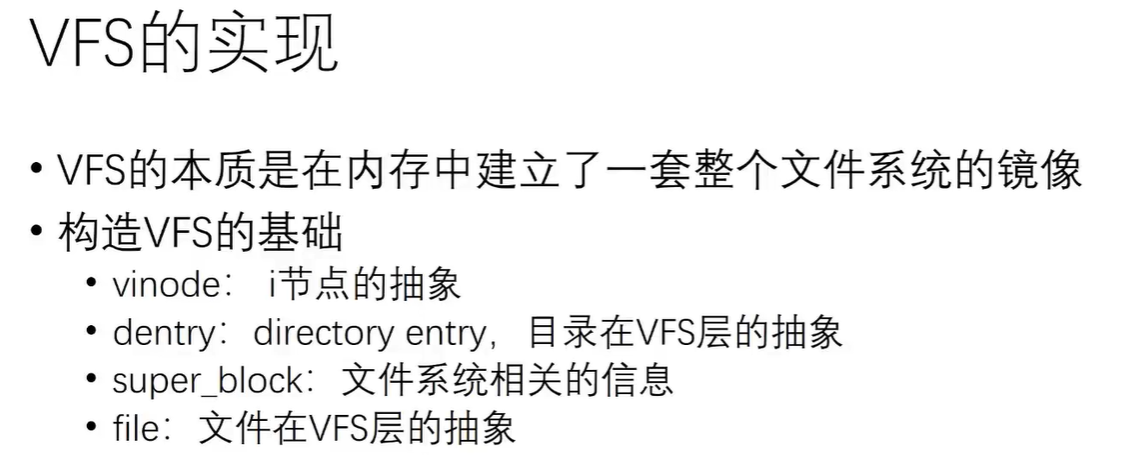 VFS的实现
• VFS的本质是在内存中建立了一套整个文件系统的镜像
• 构造VFS的基础
• vinode： i节点的抽象
• dentry：directory entry，目录在VFS层的抽象
• super_block：文件系统相关的信息
• file：文件在VFS层的抽象